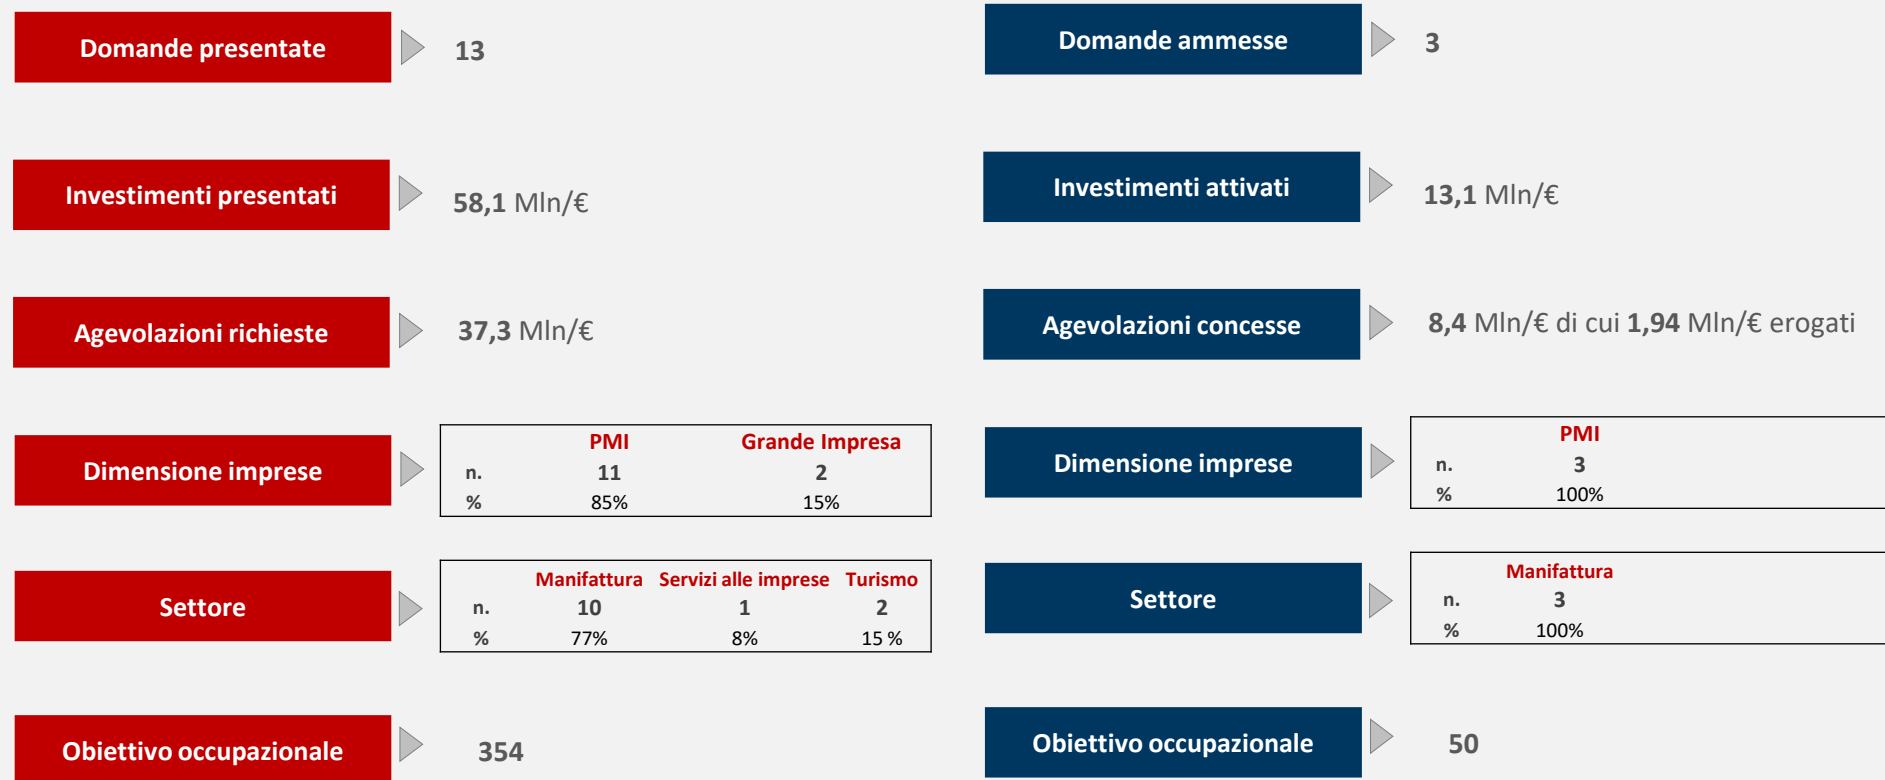 Domande presentate
13
Investimenti presentati
58,1 Mln/€
Agevolazioni richieste
37,3 Mln/€
Dimensione imprese
PMI Grande Impresa
n. 11 2
% 85% 15%
Settore
Manifattura Servizi alle imprese Turismo
n. 10 1 2
% 77% 8% 15 %
Obiettivo occupazionale
354
Domande ammesse
3
Investimenti attivati
13,1 Mln/€
Agevolazioni concesse
8,4 Mln/€ di cui 1,94 Mln/€ erogati
Dimensione imprese
PMI
n. 3
% 100%
Settore
Manifattura
n. 3
% 100%
Obiettivo occupazionale
50